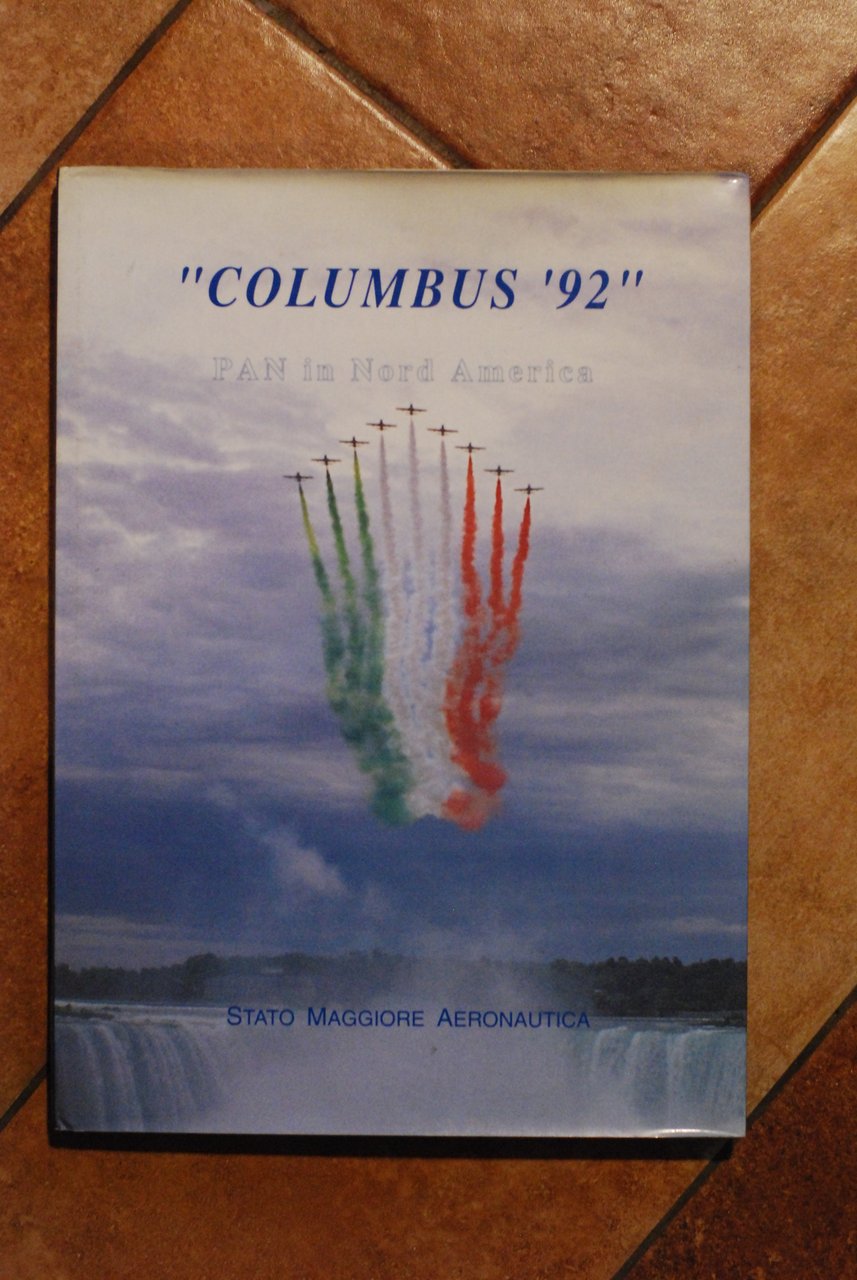 "COLUMBUS '92"
PAN in Nord America
STATO MAGGIORE AERONAUTICA